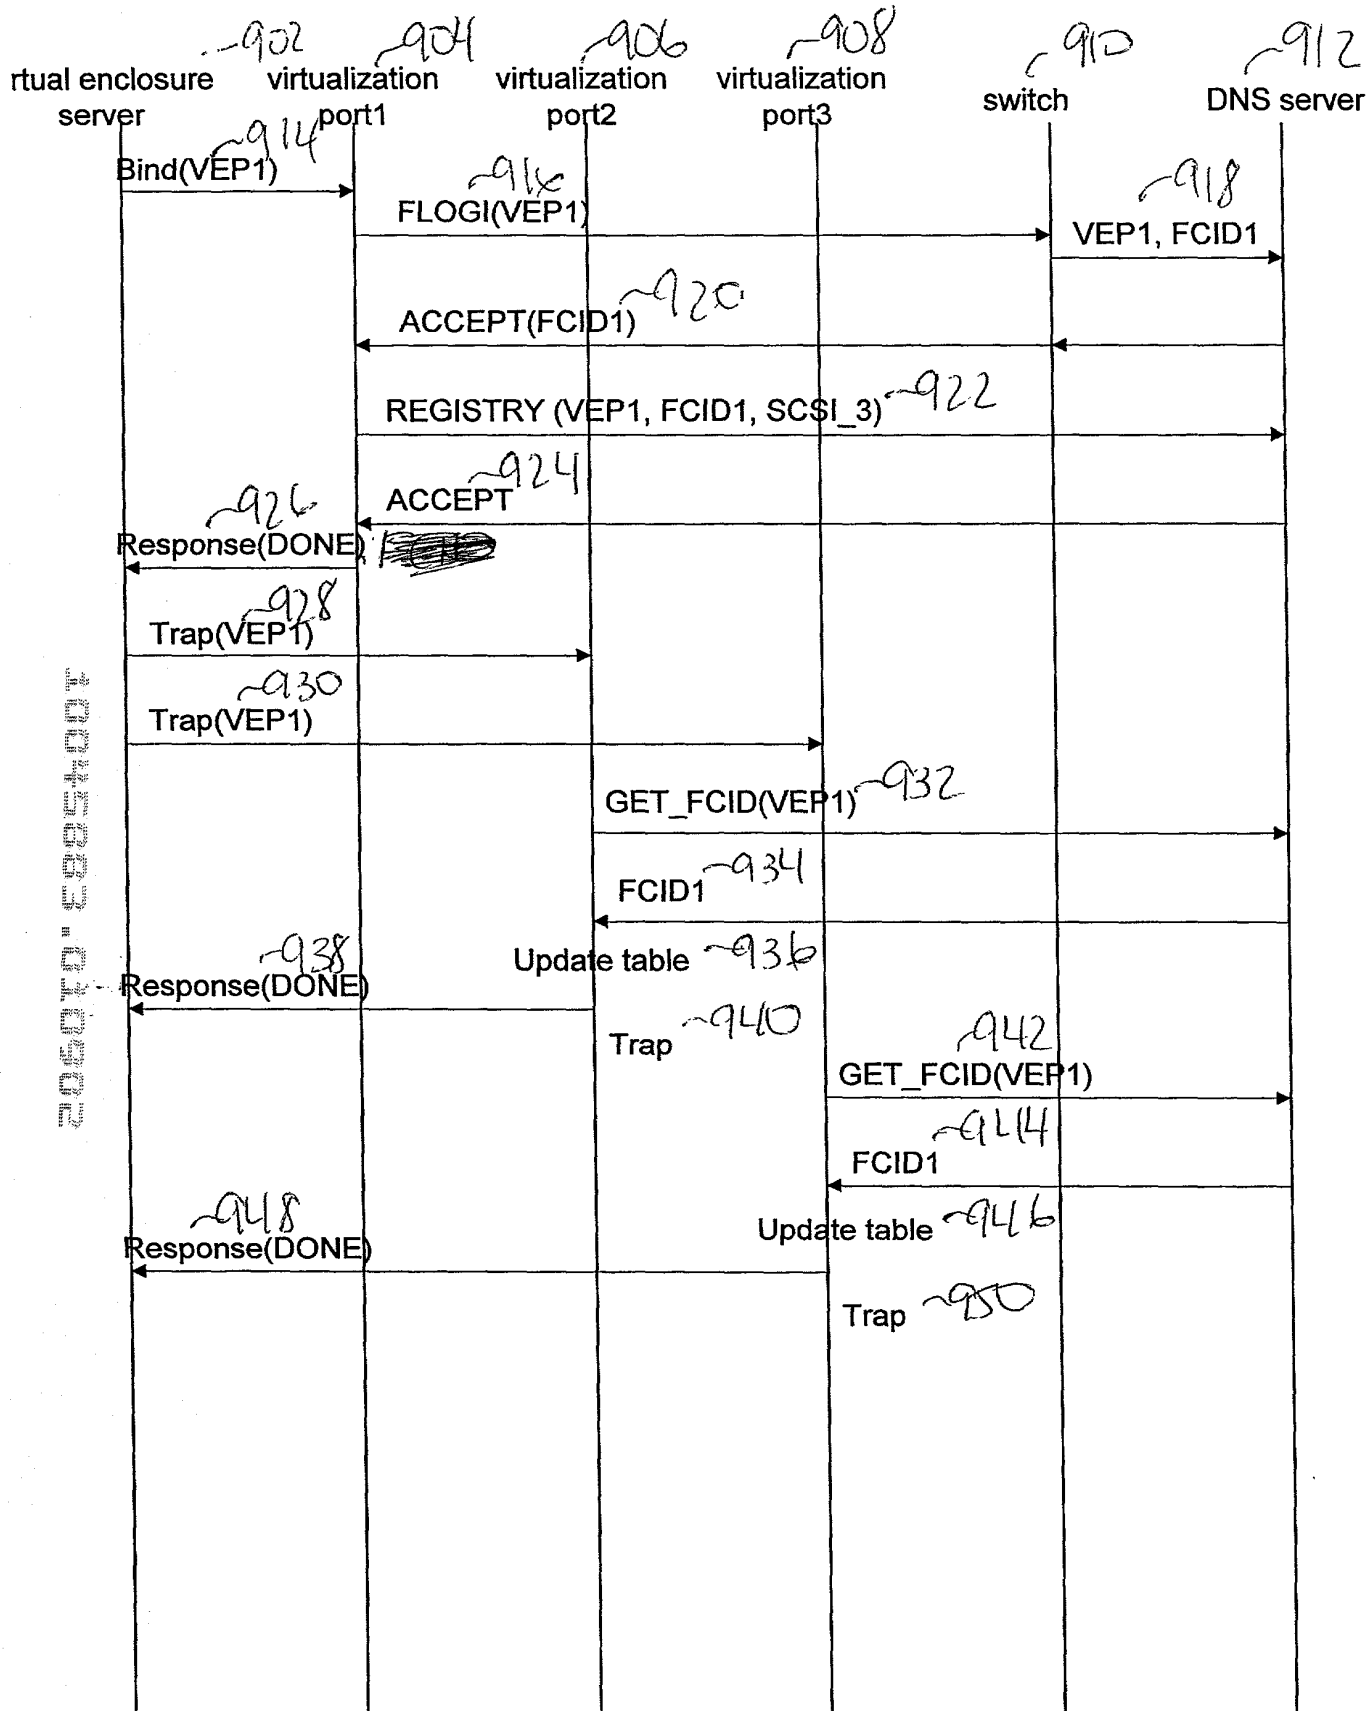 902 904 906 908 910 912
rtual enclosure virtualization virtualization virtualization switch DNS server
server port1 port2 port3
914
Bind(VEP1)
916
FLOGI(VEP1)
918
VEP1, FCID1
920
ACCEPT(FCID1)
922
REGISTRY (VEP1, FCID1, SCSI_3)
924
ACCEPT
926
Response(DONE)
928
Trap(VEP1)
930
Trap(VEP1)
932
GET_FCID(VEP1)
934
FCID1
936
Update table
938
Response(DONE)
940
Trap
942
GET_FCID(VEP1)
944
FCID1
946
Update table
948
Response(DONE)
950
Trap
10045883.010902